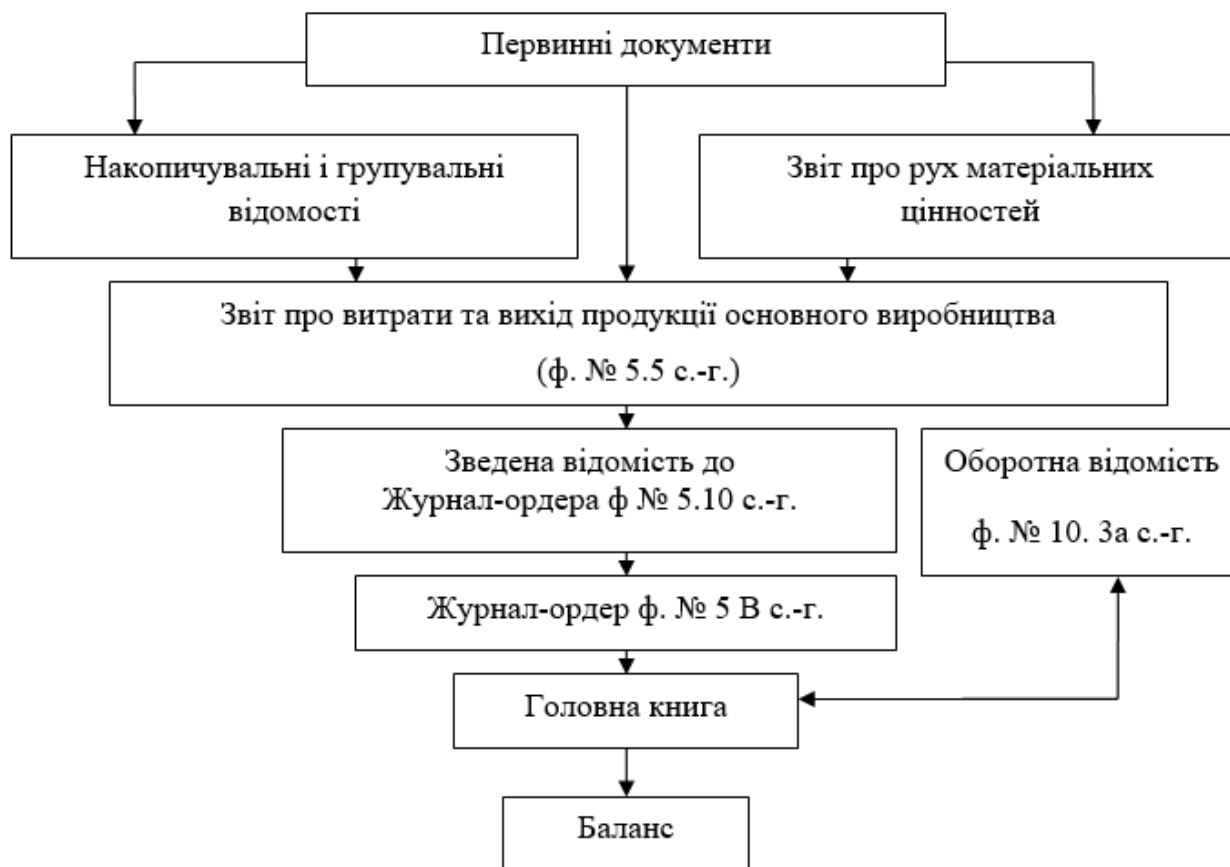 Первинні документи
Накопичувальні і групувальні
відомості
Звіт про рух матеріальних
цінностей
Звіт про витрати та вихід продукції основного виробництва
(ф. № 5.5 с.-г.)
Зведена відомість до
Журнал-ордера ф № 5.10 с.-г.
Оборотна відомість
ф. № 10. 3а с.-г.
Журнал-ордер ф. № 5 В с.-г.
Головна книга
Баланс